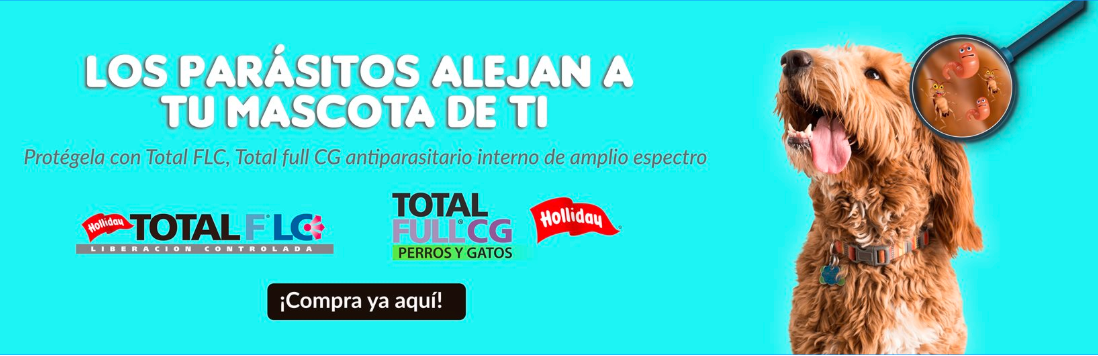 LOS PARÁSITOS ALEJAN A
TU MASCOTA DE TI
Protégela con Total FLC, Total full CG antiparasitario interno de amplio espectro
Holliday TOTAL F LC
LIBERACION CONTROLADA
TOTAL
FULL® CG
PERROS Y GATOS
Holliday
¡Compra ya aquí!